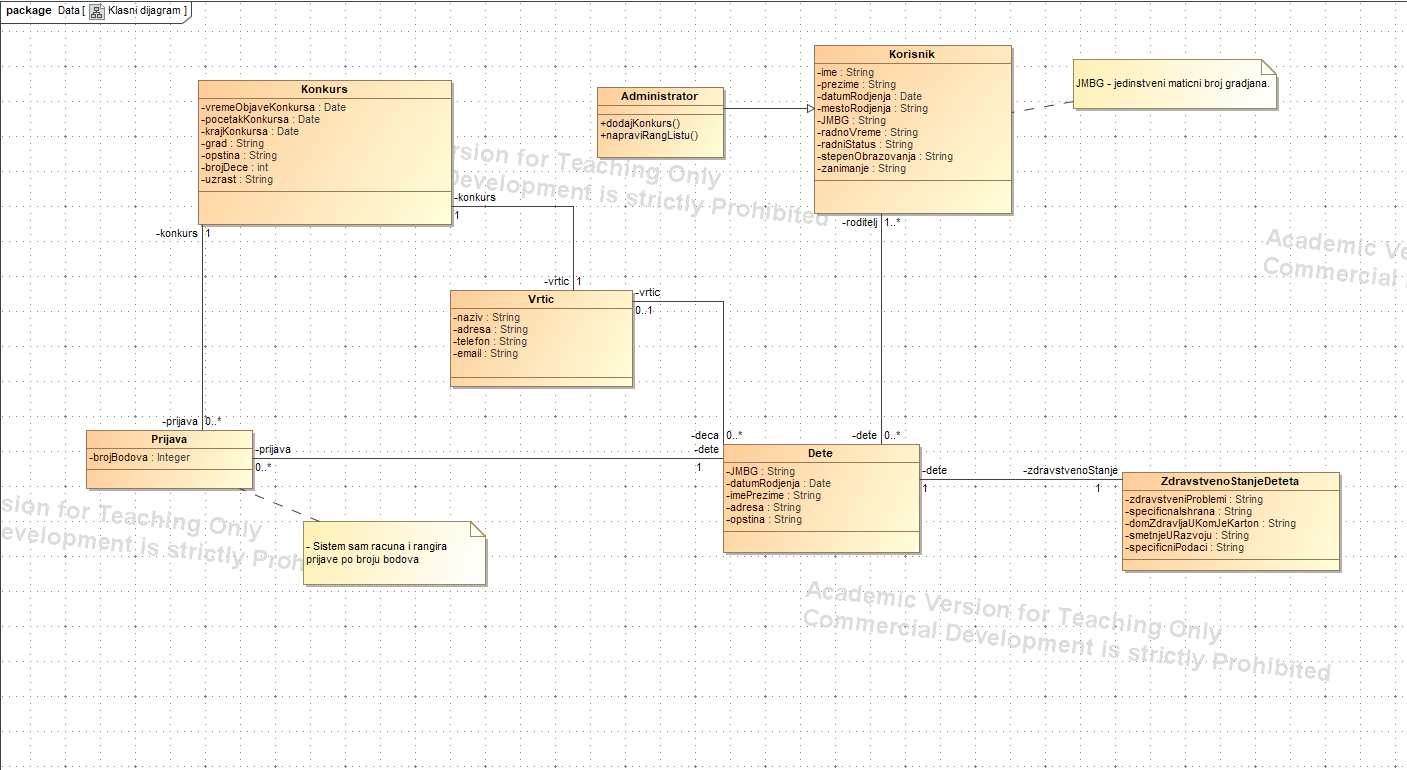 package Data [ Klasni dijagram ]
Konkurs
-vremeObjaveKonkursa : Date
-pocetakKonkursa : Date
-krajKonkursa : Date
-grad : String
-opstina : String
-brojDece : int
-uzrast : String
Administrator
+dodajKonkurs()
+napraviRangListu()
Korisnik
-ime : String
-prezime : String
-datumRodjenja : Date
-mestoRodjenja : String
-JMBG : String
-radnoVreme : String
-radniStatus : String
-stepenObrazovanja : String
-zanimanje : String
JMBG - jedinstveni maticni broj gradjana.
rsion for Teaching Only
Development is strictly Prohibited
-konkurs
1
-konkurs
1
-roditelj
1..*
Academic Ve
Commercial
-vrtic
1
Vrtic
-naziv : String
-adresa : String
-telefon : String
-email : String
-vrtic
0..1
-prijava
0..*
Prijava
-brojBodova : Integer
-prijava
0..*
-deca
0..*
-dete
1
-dete
0..*
Dete
-JMBG : String
-datumRodjenja : Date
-imePrezime : String
-adresa : String
-opstina : String
-dete
1
-zdravstvenoStanje
1
ZdravstvenoStanjeDeteta
-zdravstveniProblemi : String
-specificnaIshrana : String
-domZdravljaUKomJeKarton : String
-smetnjeURazvoju : String
-specificniPodaci : String
sion for Teaching Only
evelopment is strictly Proh
- Sistem sam racuna i rangira
prijave po broju bodova
Academic Version for Teaching Only
Commercial Development is strictly Prohibited